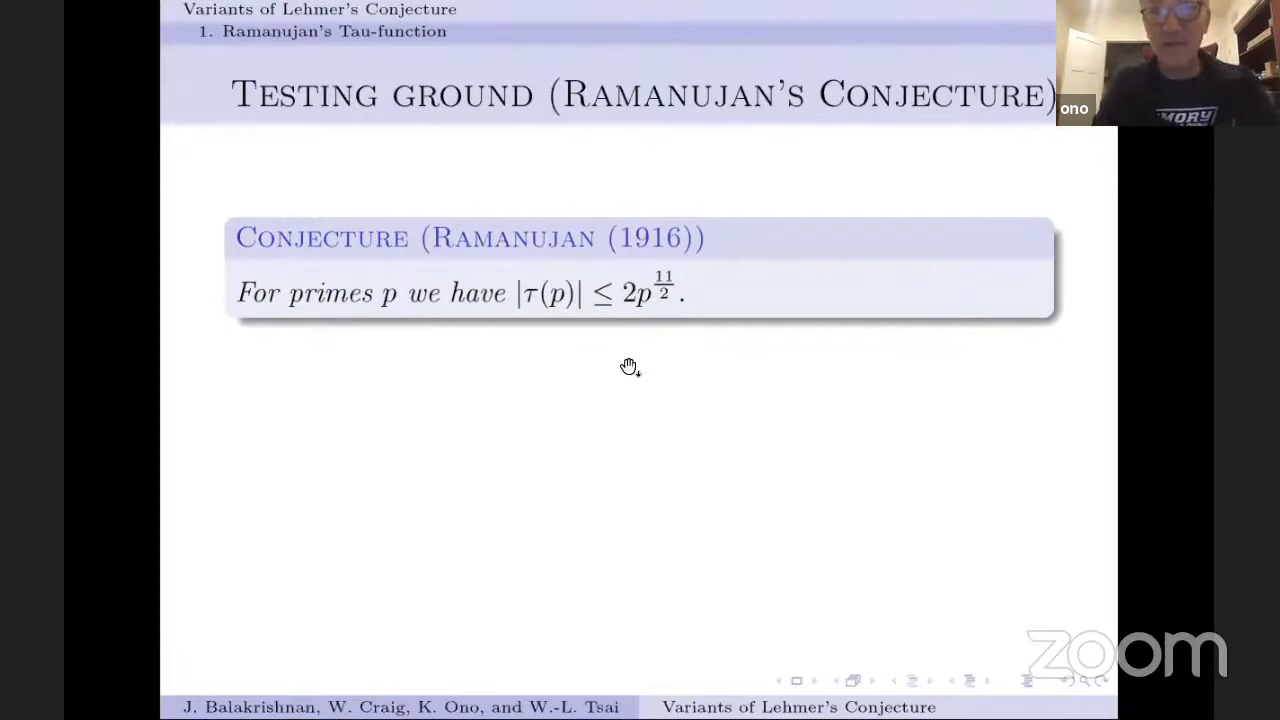 Variants of Lehmer's Conjecture
1. Ramanujan's Tau-function
Testing ground (Ramanujan's Conjecture)
ono
Conjecture (Ramanujan (1916))
For primes p we have |τ(p)| ≤ 2p^{\frac{11}{2}}.
zoom
J. Balakrishnan, W. Craig, K. Ono, and W.-L. Tsai
Variants of Lehmer's Conjecture